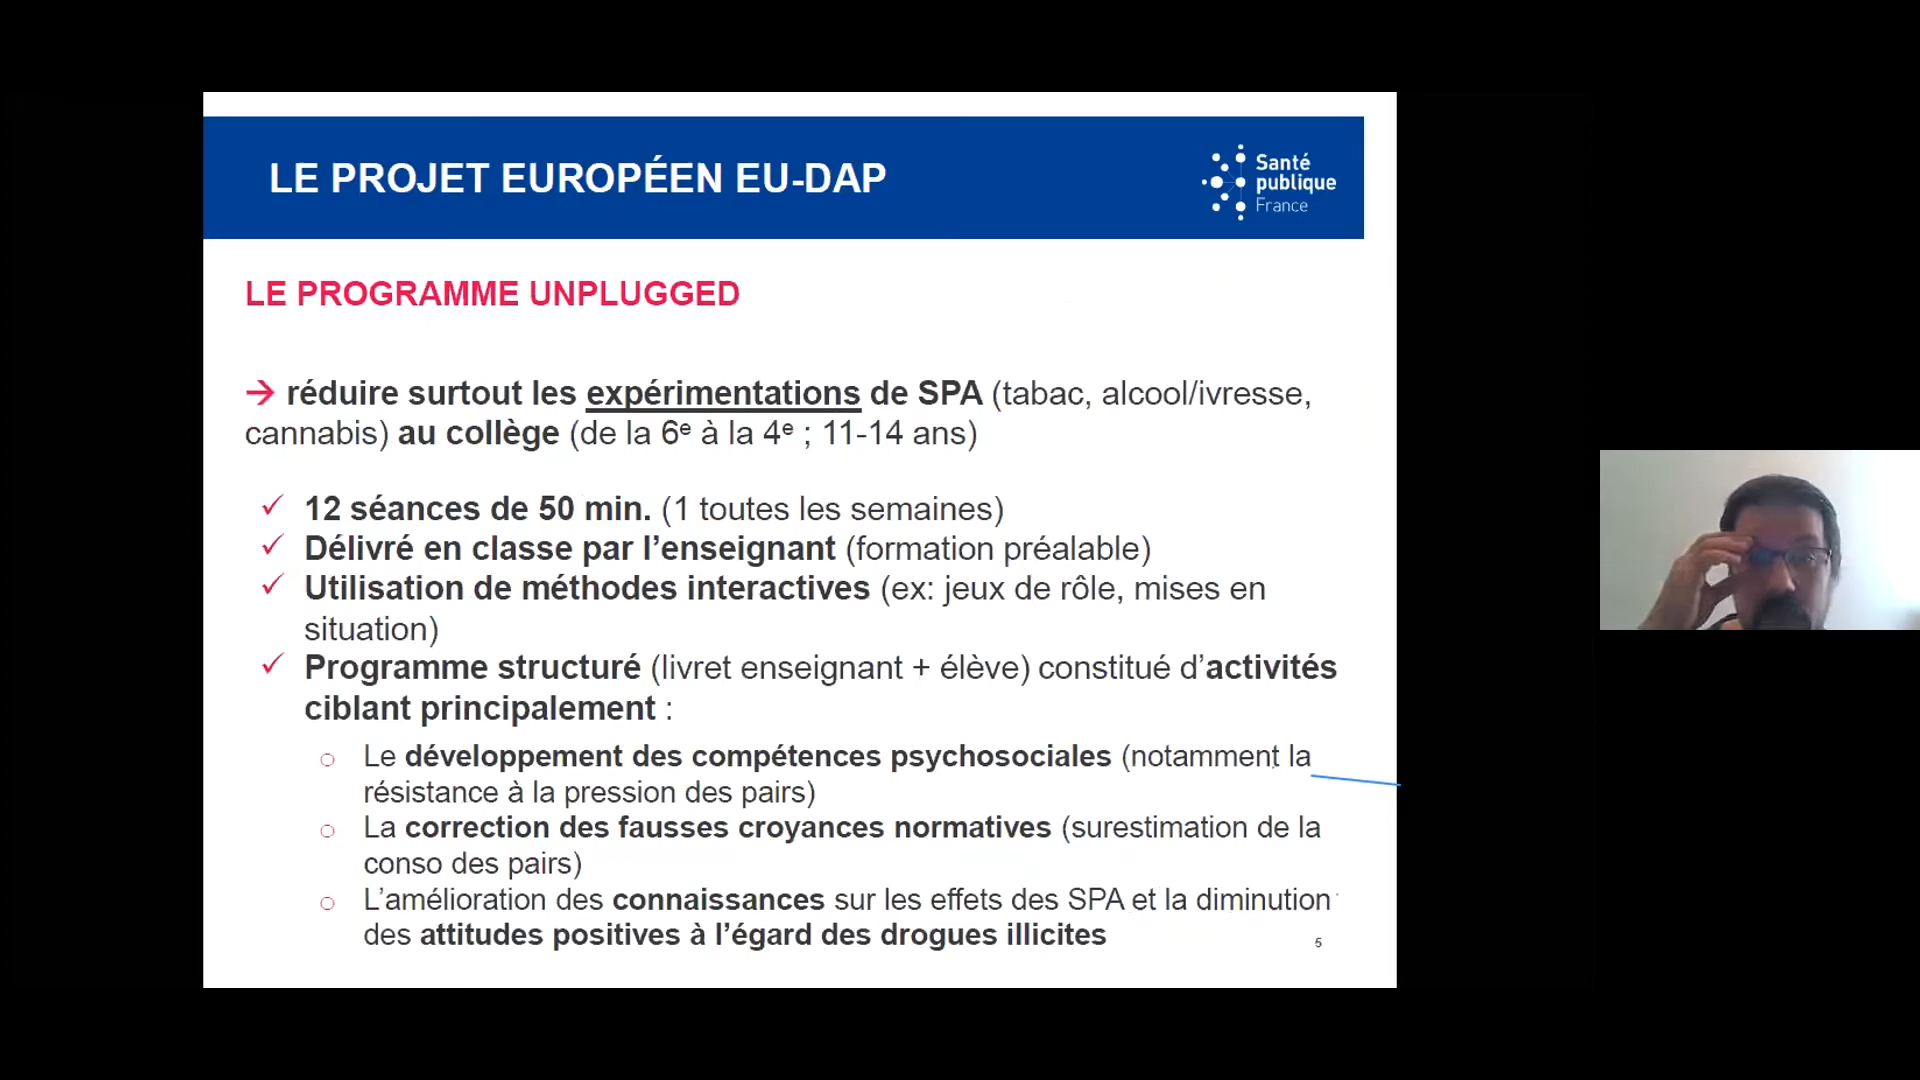 LE PROJET EUROPÉEN EU-DAP
Santé
publique
France
LE PROGRAMME UNPLUGGED
→ réduire surtout les expérimentations de SPA (tabac, alcool/ivresse,
cannabis) au collège (de la 6e à la 4e ; 11-14 ans)
✓ 12 séances de 50 min. (1 toutes les semaines)
✓ Délivré en classe par l’enseignant (formation préalable)
✓ Utilisation de méthodes interactives (ex: jeux de rôle, mises en
situation)
✓ Programme structuré (livret enseignant + élève) constitué d’activités
ciblant principalement :
o Le développement des compétences psychosociales (notamment la
résistance à la pression des pairs)
o La correction des fausses croyances normatives (surestimation de la
conso des pairs)
o L’amélioration des connaissances sur les effets des SPA et la diminution
des attitudes positives à l’égard des drogues illicites
5